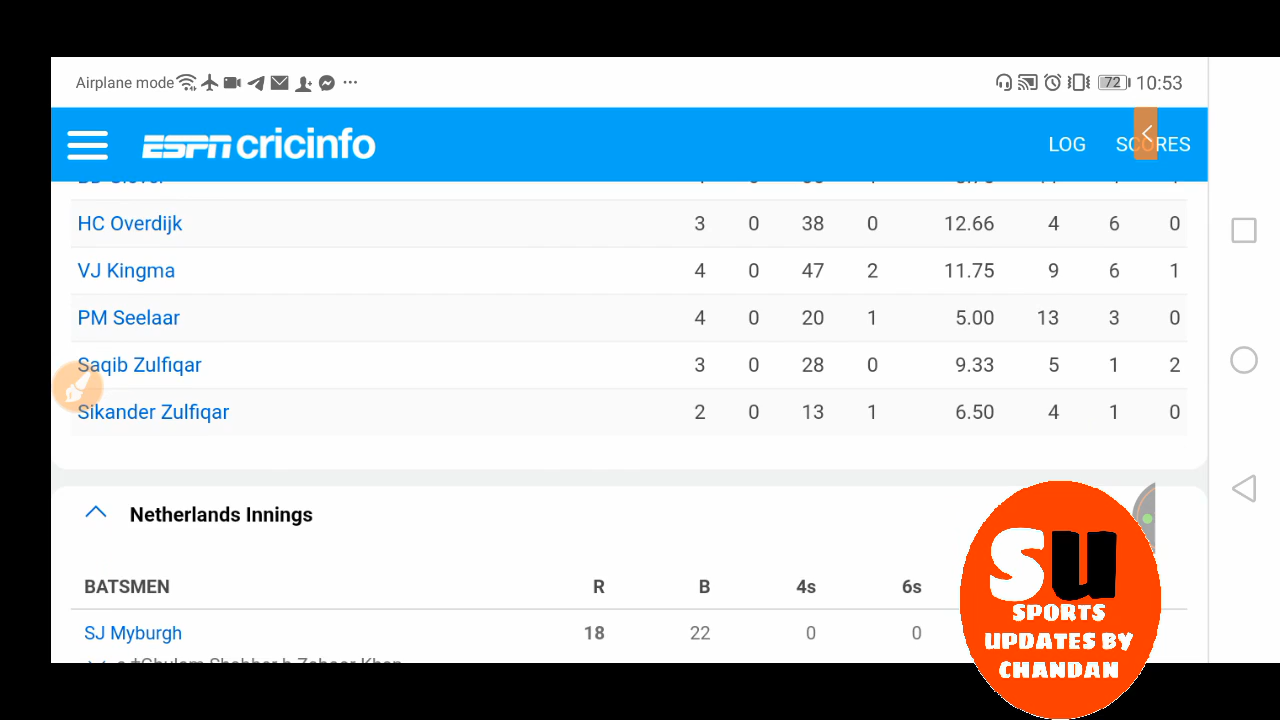 Airplane mode ... 72 10:53
ESPN cricinfo LOG SCORES
HC Overdijk 3 0 38 0 12.66 4 6 0
VJ Kingma 4 0 47 2 11.75 9 6 1
PM Seelaar 4 0 20 1 5.00 13 3 0
Saqib Zulfiqar 3 0 28 0 9.33 5 1 2
Sikander Zulfiqar 2 0 13 1 6.50 4 1 0
Netherlands Innings
BATSMEN R B 4s 6s
SJ Myburgh 18 22 0 0
SU
SPORTS
UPDATES BY
CHANDAN